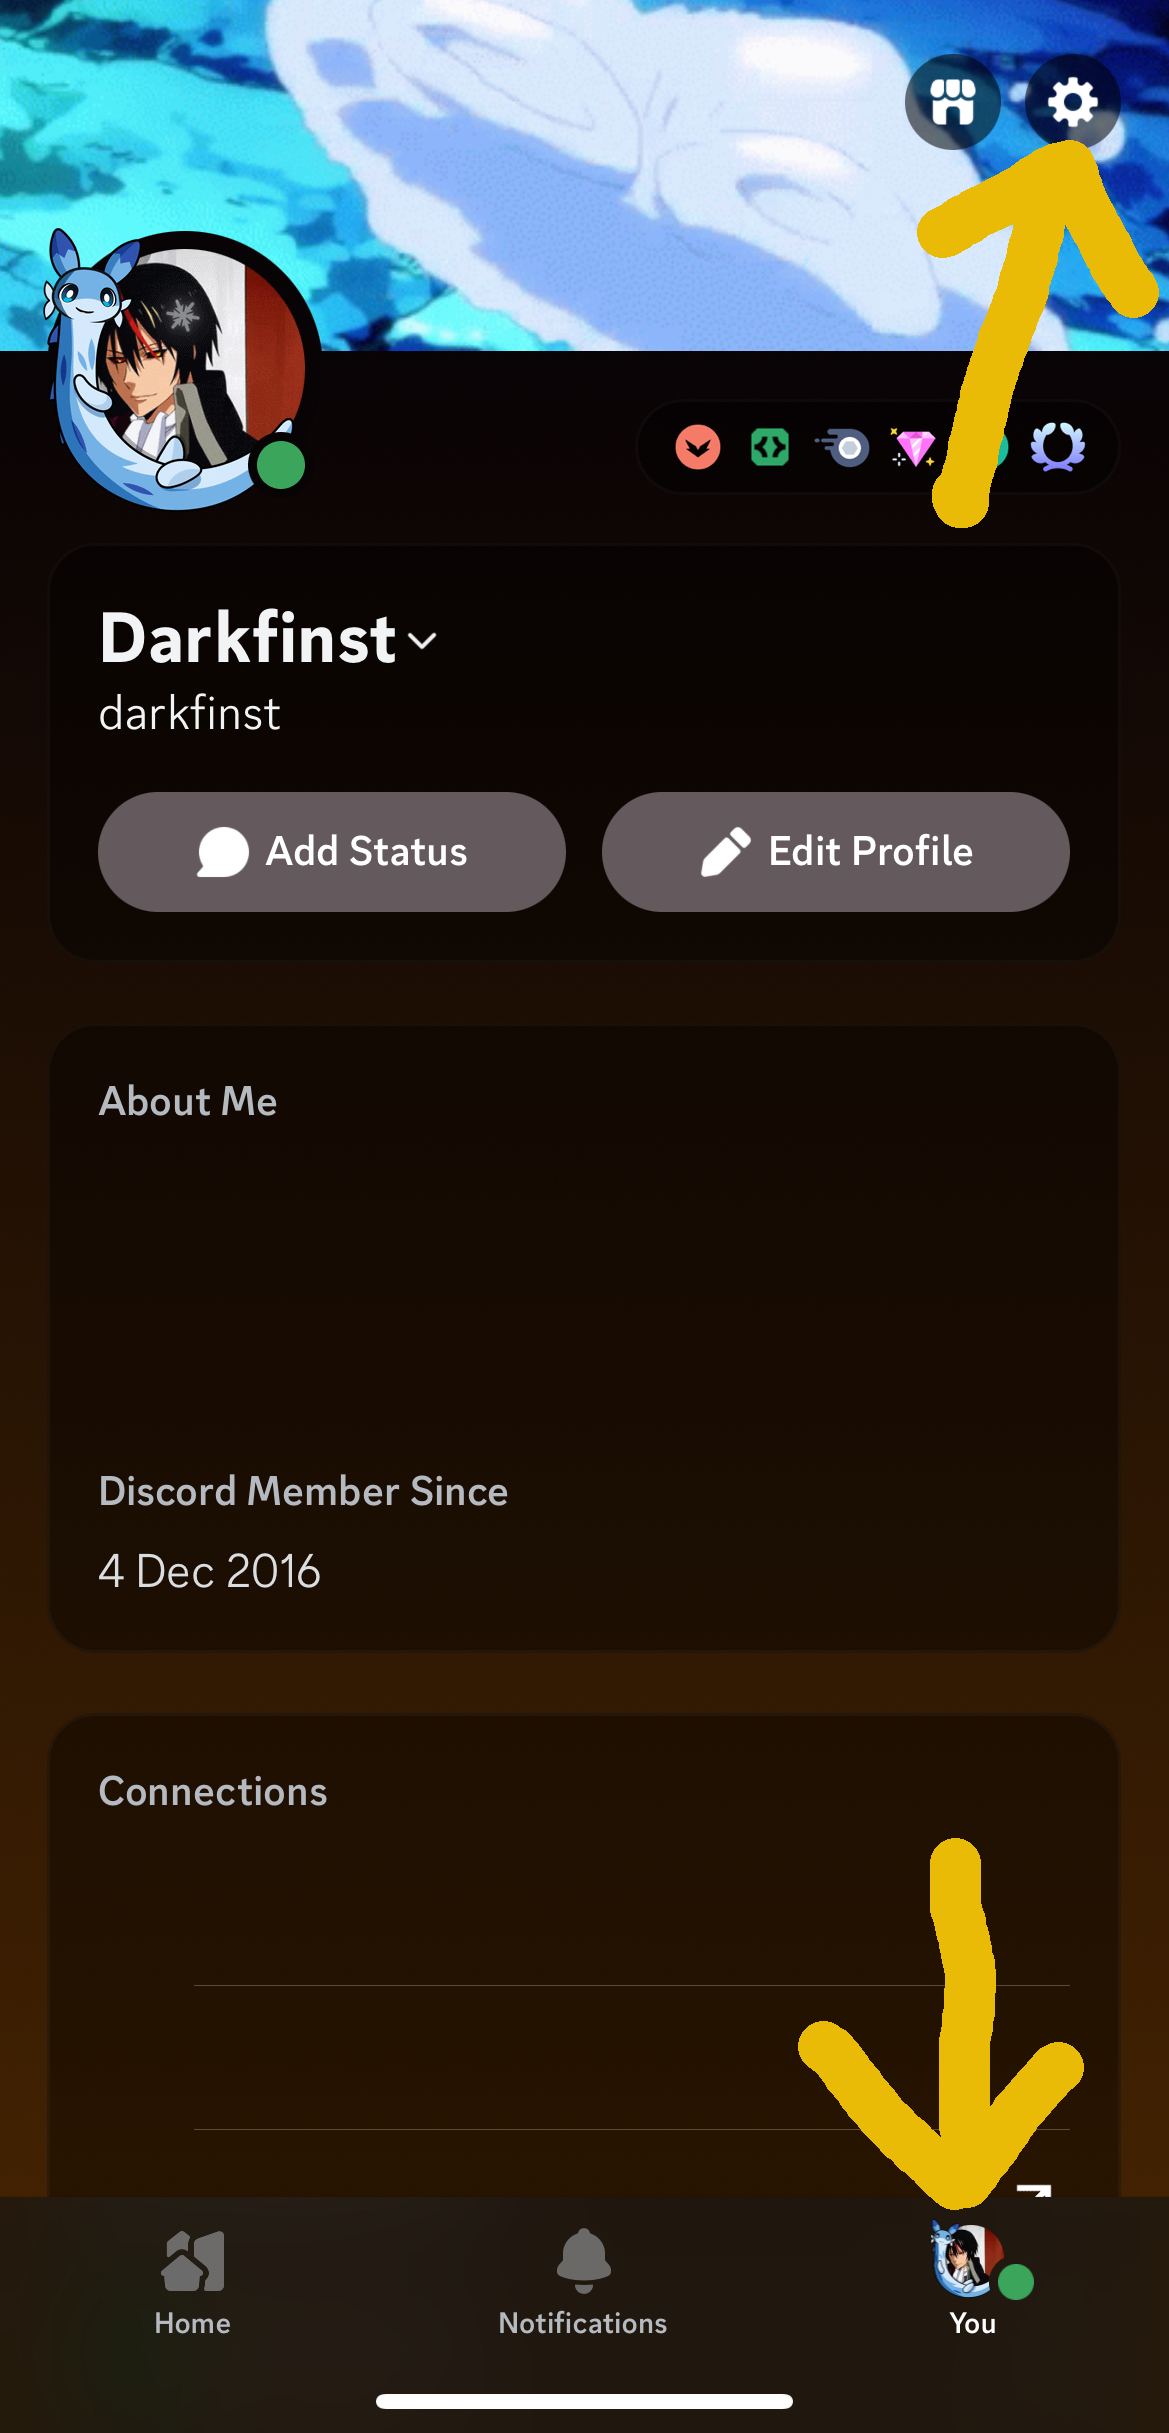 Darkfinst
darkfinst
Add Status
Edit Profile
About Me
Discord Member Since
4 Dec 2016
Connections
Home
Notifications
You